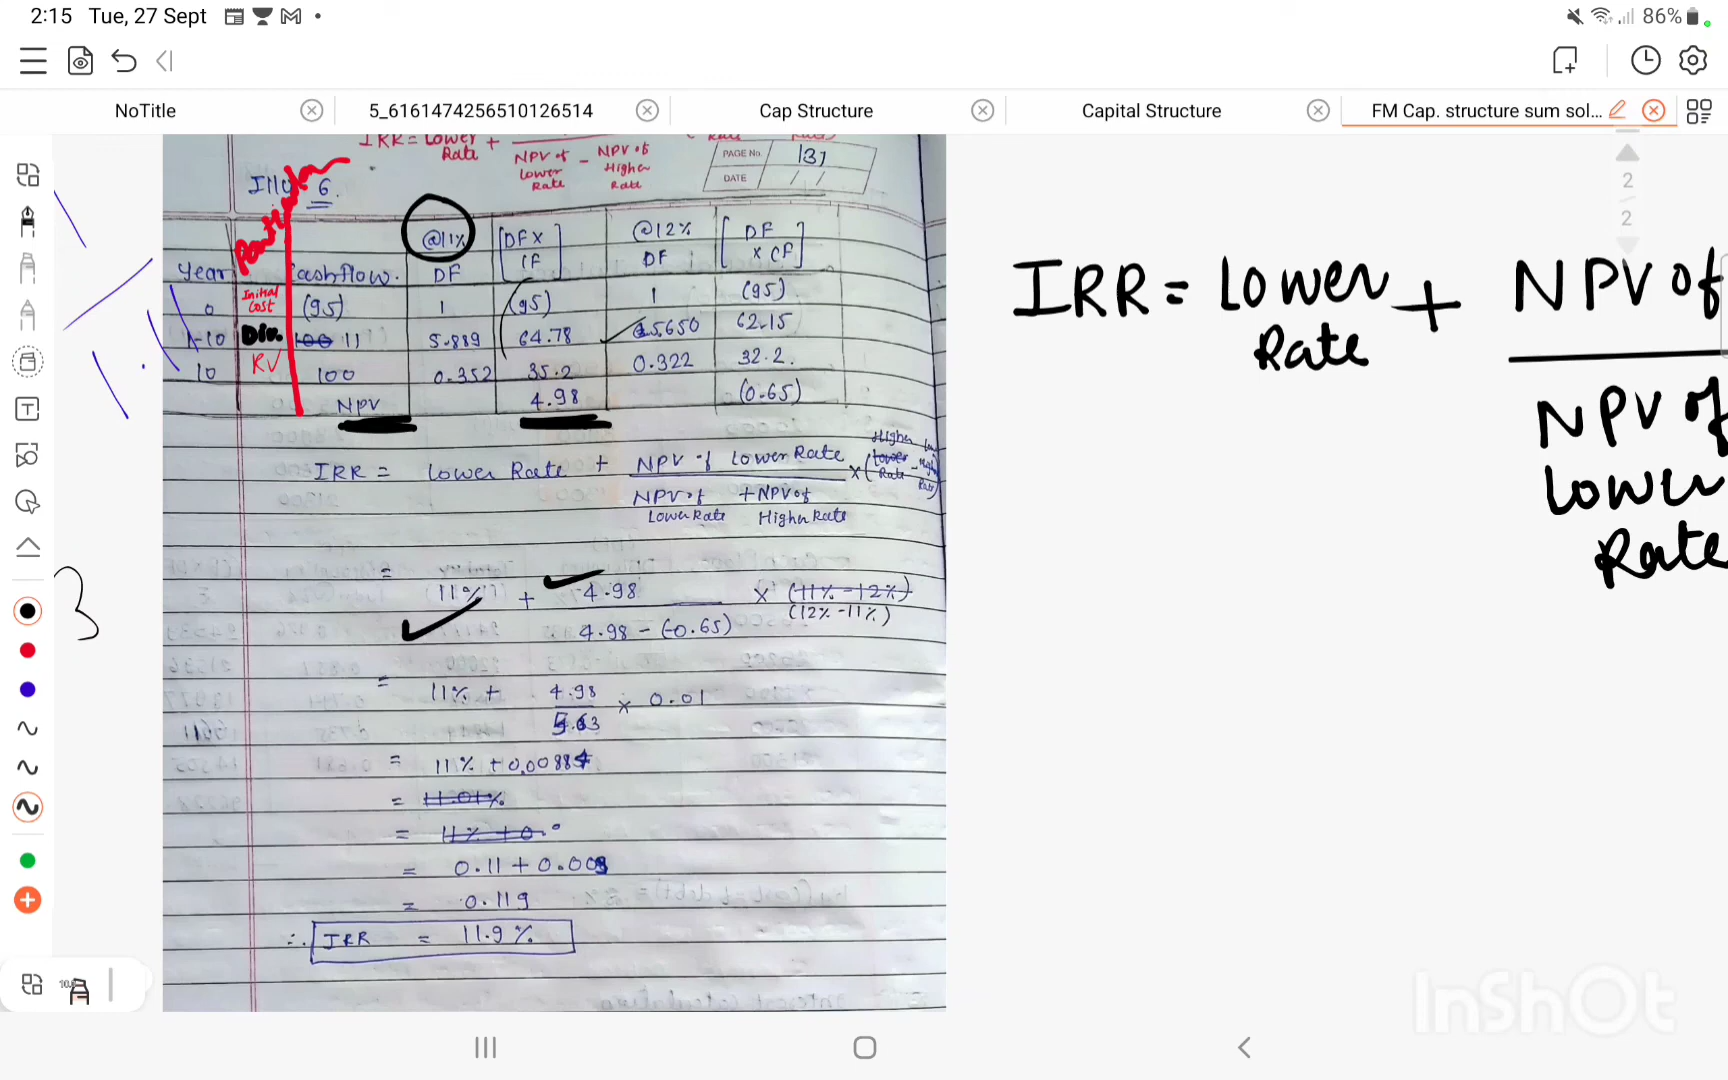 2:15 Tue, 27 Sept
86%
NoTitle
5_6161474256510126514
Cap Structure
Capital Structure
FM Cap. structure sum sol...
IRR = Lower Rate +
NPV of Lower Rate - NPV of Higher Rate
PAGE No. 131
DATE / /
Illu 6.
Year Particular Cashflow. @11% DF [DF x CF] @12% DF [DF x CF]
0 Initial Cost (95) 1 (95) 1 (95)
1-10 Div. 11 5.889 64.78 5.650 62.15
10 RV 100 0.352 35.2 0.322 32.2.
NPV 4.98 (0.65)
IRR = Lower Rate + NPV of Lower Rate
NPV of Lower Rate + NPV of Higher Rate
x (Higher Rate - Lower Rate)
= 11% + 4.98 x (11% - 12%)
4.98 - (-0.65) (12% - 11%)
= 11% + 4.98 x 0.01
5.63
= 11% + 0.00884
= 11.01%
= 11% + 0.
= 0.11 + 0.009
= 0.119
∴ IRR = 11.9%
3
IRR = Lower Rate + NPV of
NPV of Lower Rate
2
2
InShOt